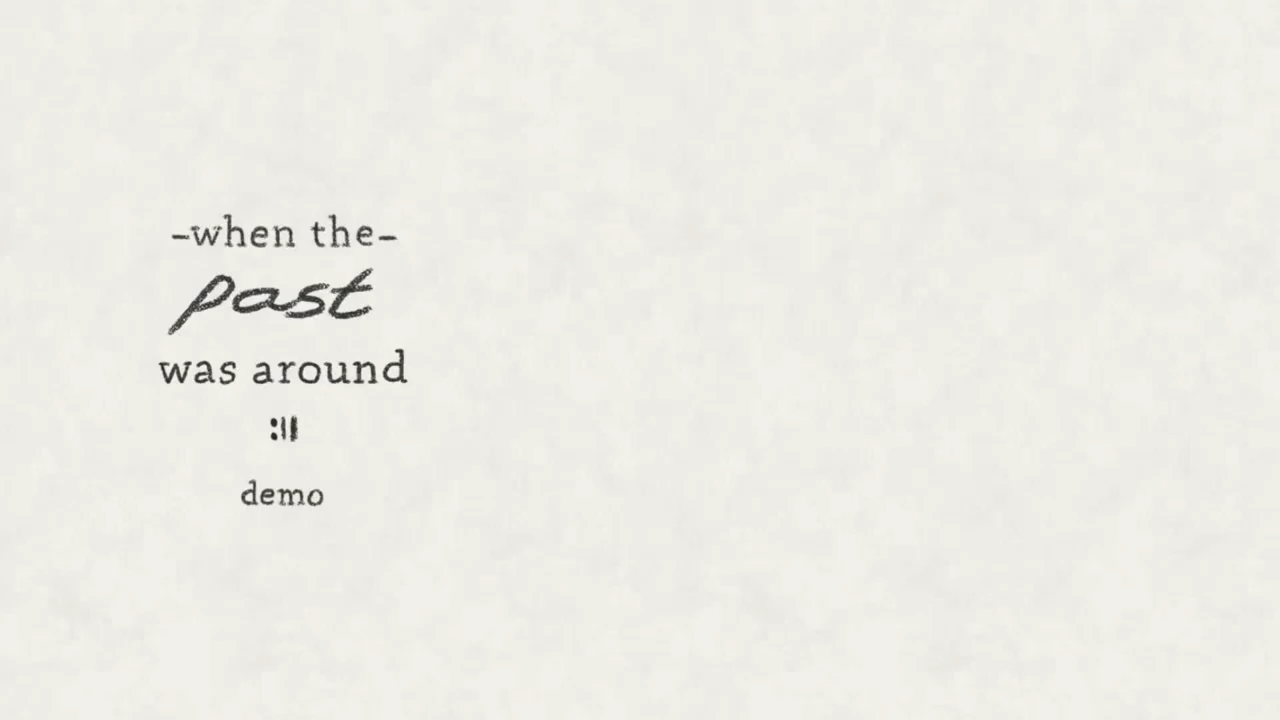 -when the-
past
was around
demo